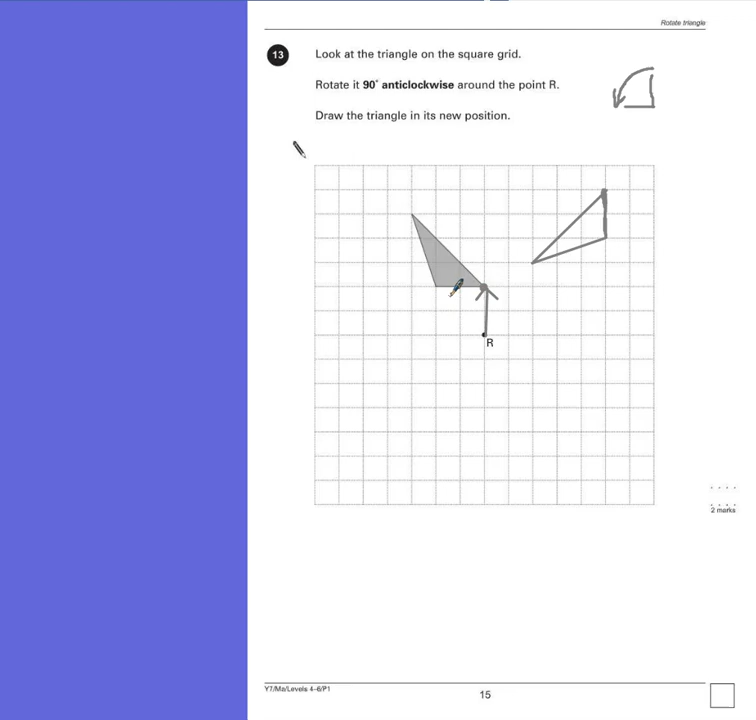 Rotate triangle
13 Look at the triangle on the square grid.
Rotate it 90° anticlockwise around the point R.
Draw the triangle in its new position.
R
2 marks
Y7/Ma/Levels 4–6/P1
15